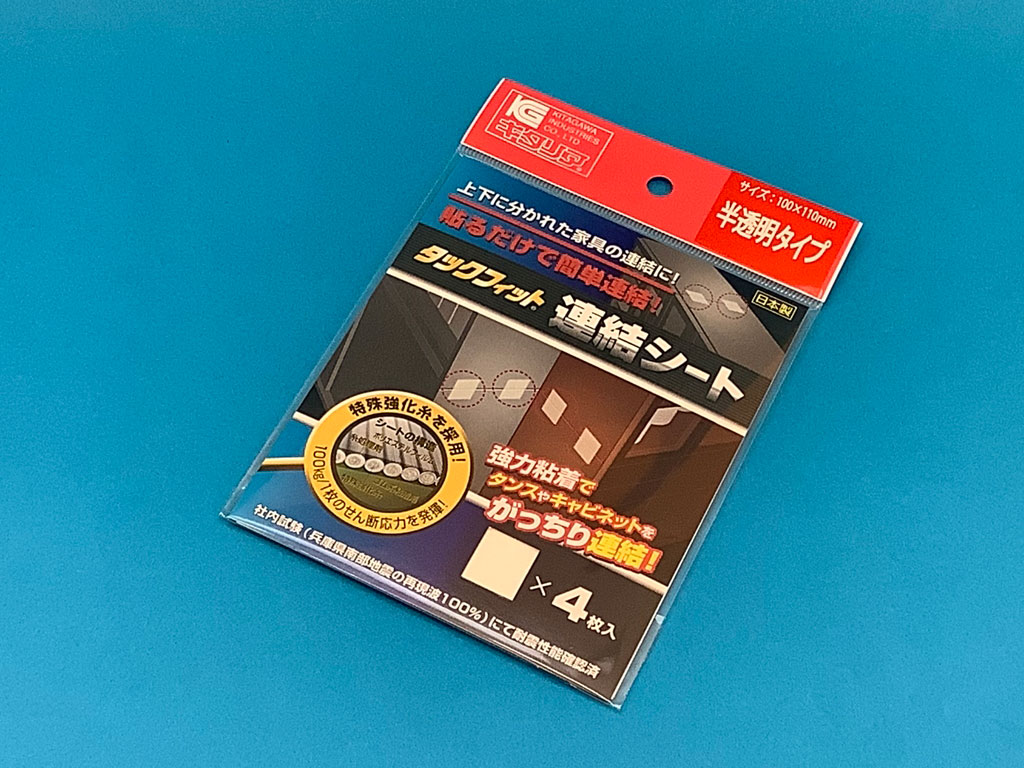 KG
KITAGAWA
INDUSTRIES
CO., LTD
キタリア®
サイズ：100×110mm
半透明タイプ
上下に分かれた家具の連結に！
貼るだけで簡単連結！
日本製
タックフィット®
連結シート
特殊強化糸を採用！
シートの構造
100kg/1枚のせん断応力を発揮！
強力粘着で
タンスやキャビネットを
がっちり連結！
×4枚入
社内試験（兵庫県南部地震の再現波100%）にて耐震性能確認済